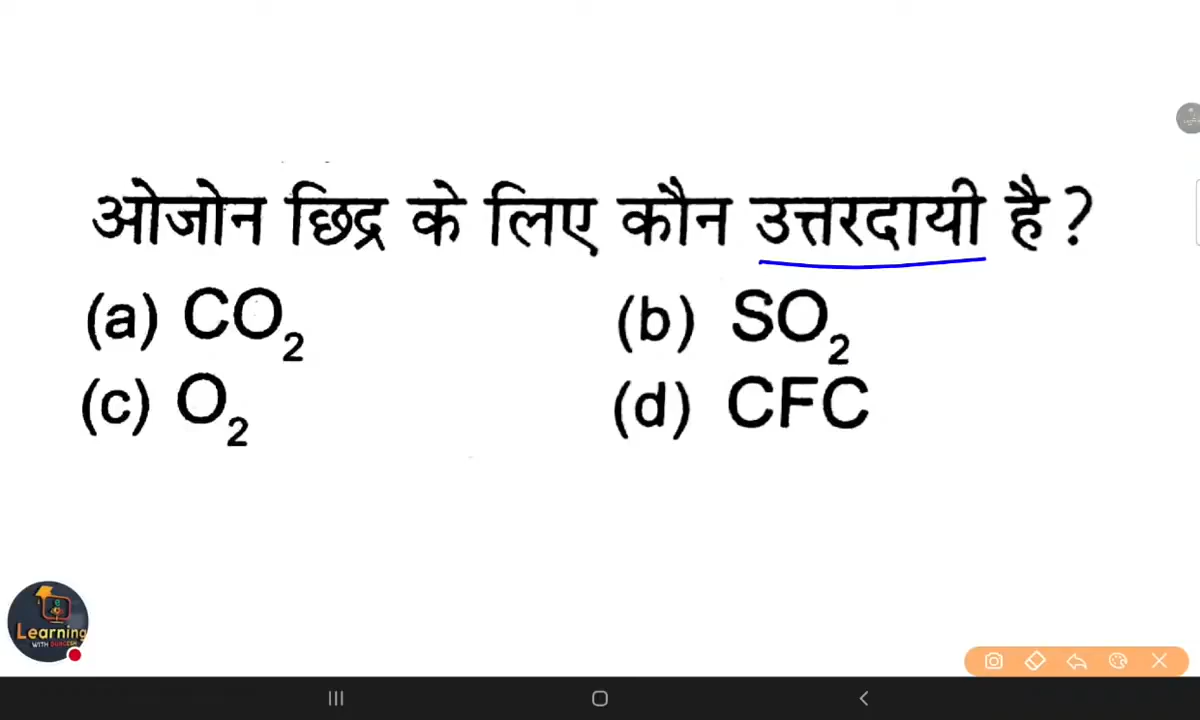 ओजोन छिद्र के लिए कौन उत्तरदायी है?
(a) CO₂ (b) SO₂
(c) O₂ (d) CFC
Learning